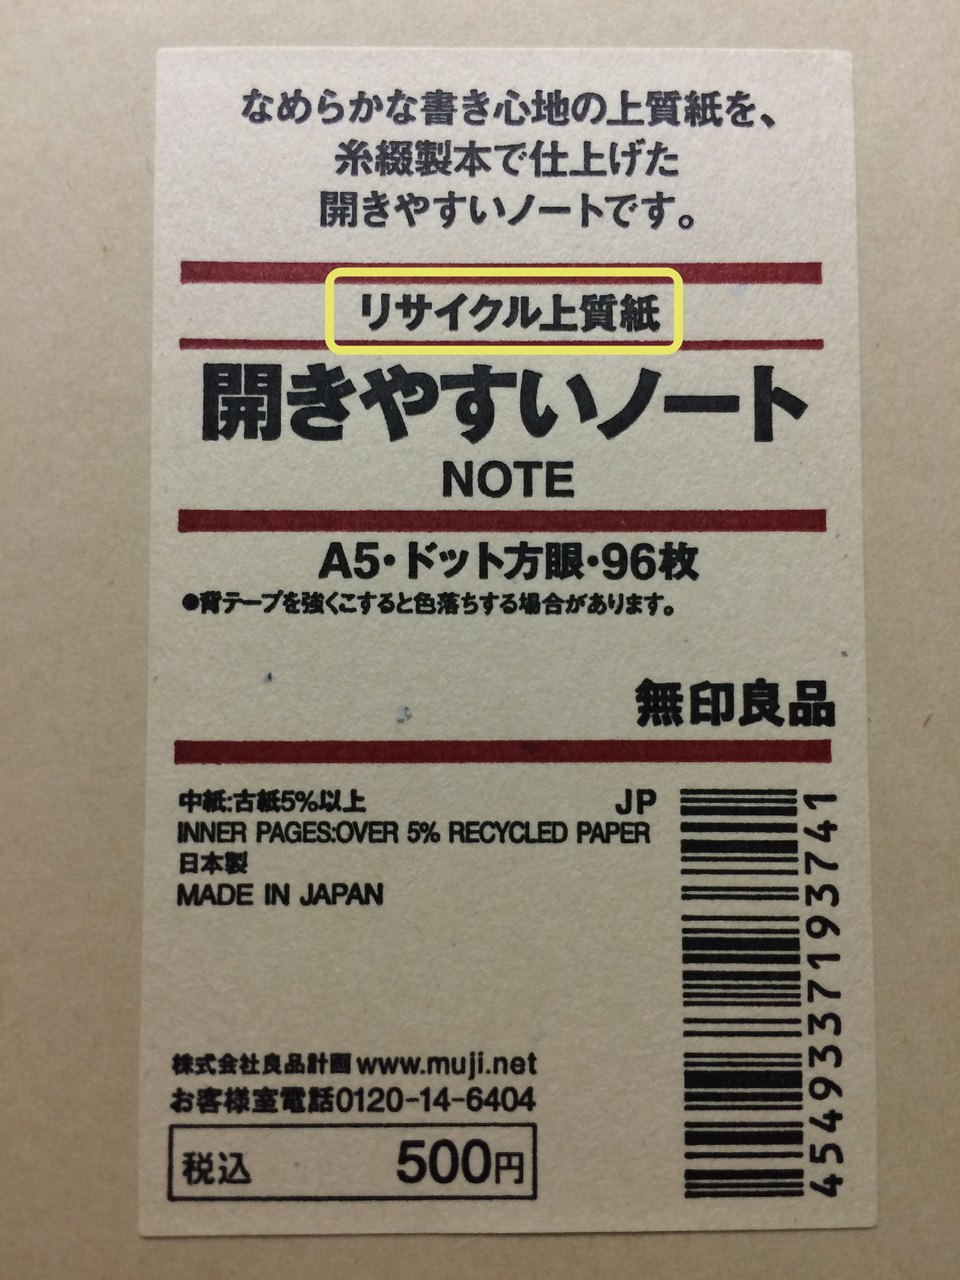 なめらかな書き心地の上質紙を、
糸綴製本で仕上げた
開きやすいノートです。
リサイクル上質紙
開きやすいノート
NOTE
A5・ドット方眼・96枚
●背テープを強くこすると色落ちする場合があります。
無印良品
中紙:古紙5%以上 JP
INNER PAGES:OVER 5% RECYCLED PAPER
日本製
MADE IN JAPAN
4549337193741
株式会社良品計画 www.muji.net
お客様室電話0120-14-6404
税込 500円